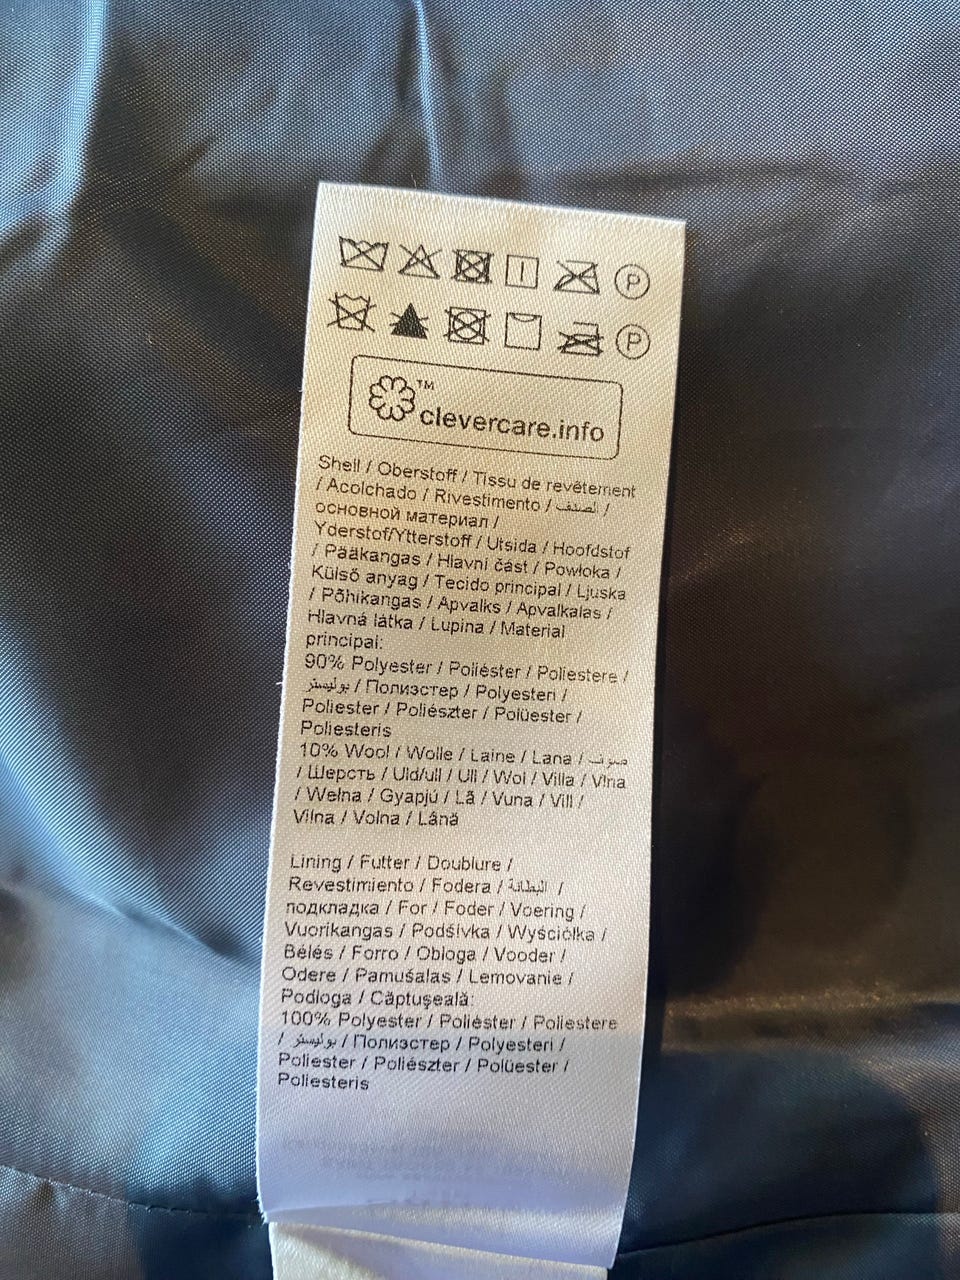 P
P
TM
clevercare.info
Shell / Oberstoff / Tissu de revêtement
/ Acolchado / Rivestimento / الصدف /
основной материал /
Yderstof/Ytterstoff / Utsida / Hoofdstof
/ Pääkangas / Hlavní část / Powłoka /
Külső anyag / Tecido principal / Ljuska
/ Põhikangas / Apvalks / Apvalkalas /
Hlavná látka / Lupina / Material
principal:
90% Polyester / Poliéster / Poliestere /
بوليستر / Полиэстер / Polyesteri /
Poliester / Poliészter / Polüester /
Poliesteris
10% Wool / Wolle / Laine / Lana / صوف
/ Шерсть / Uld/ull / Ull / Wol / Villa / Vlna
/ Wełna / Gyapjú / Lã / Vuna / Vill /
Vilna / Volna / Lână
Lining / Futter / Doublure /
Revestimiento / Fodera / البطانة /
подкладка / For / Foder / Voering /
Vuorikangas / Podšívka / Wyściółka /
Bélés / Forro / Obloga / Vooder /
Odere / Pamušalas / Lemovanie /
Podloga / Căptuşeală:
100% Polyester / Poliéster / Poliestere
/ بوليستر / Полиэстер / Polyesteri /
Poliester / Poliészter / Polüester /
Poliesteris